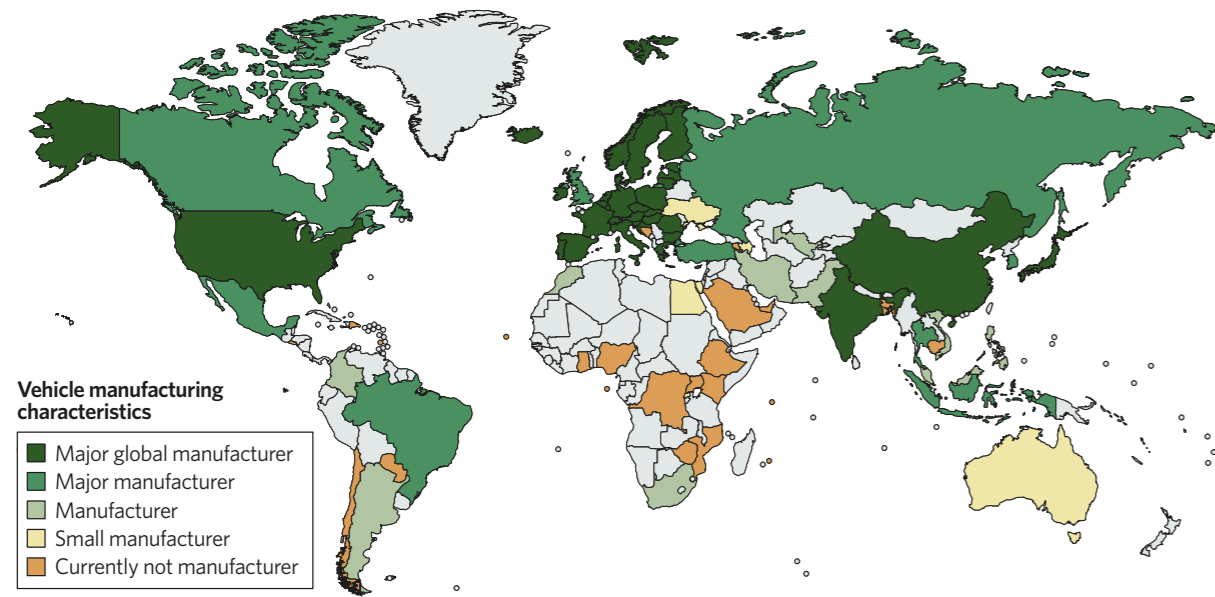 Vehicle manufacturing
characteristics
Major global manufacturer
Major manufacturer
Manufacturer
Small manufacturer
Currently not manufacturer